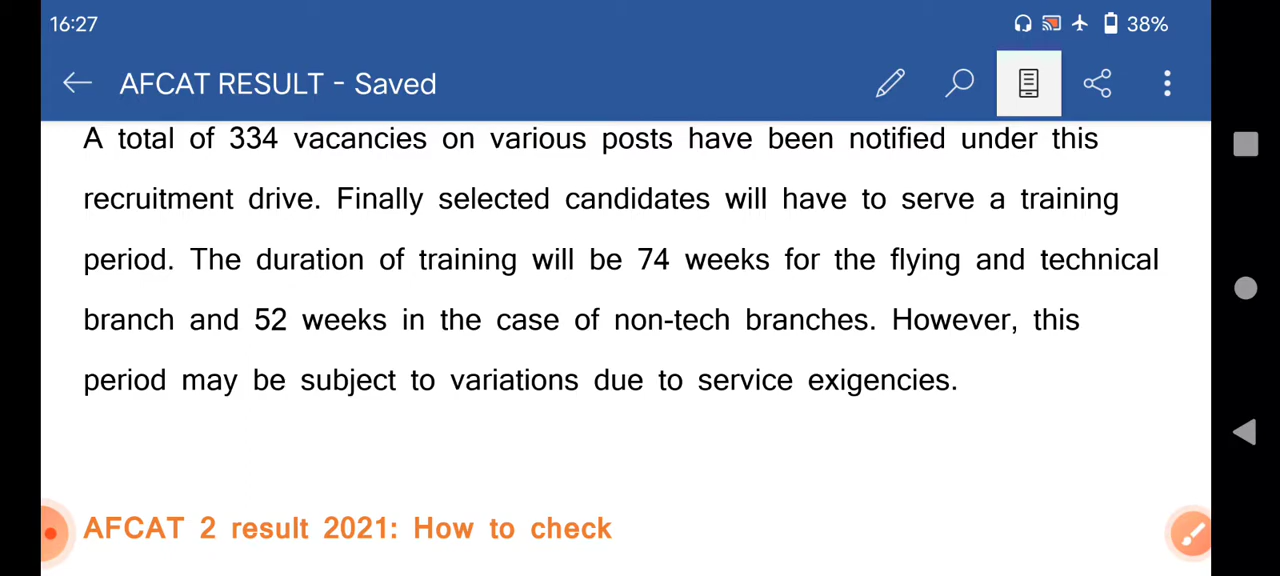 16:27
38%
AFCAT RESULT - Saved
A total of 334 vacancies on various posts have been notified under this
recruitment drive. Finally selected candidates will have to serve a training
period. The duration of training will be 74 weeks for the flying and technical
branch and 52 weeks in the case of non-tech branches. However, this
period may be subject to variations due to service exigencies.
AFCAT 2 result 2021: How to check